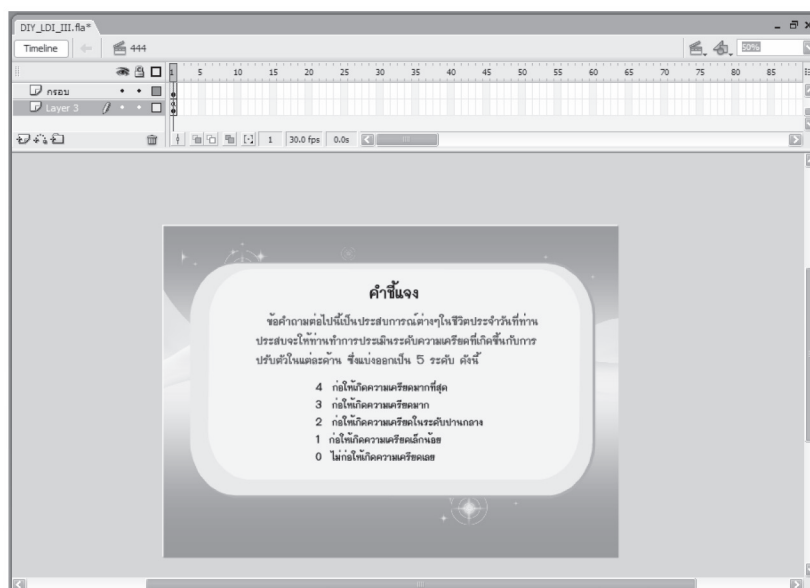 DIY_LDI_III.fla*
Timeline 444 50%
1 5 10 15 20 25 30 35 40 45 50 55 60 65 70 75 80 85
กรอบ
Layer 3
1 30.0 fps 0.0s
คำชี้แจง
ข้อคำถามต่อไปนี้เป็นประสบการณ์ต่างๆในชีวิตประจำวันที่ท่าน
ประสบจะให้ท่านทำการประเมินระดับความเครียดที่เกิดขึ้นกับการ
ปรับตัวในแต่ละด้าน ซึ่งแบ่งออกเป็น 5 ระดับ ดังนี้
4 ก่อให้เกิดความเครียดมากที่สุด
3 ก่อให้เกิดความเครียดมาก
2 ก่อให้เกิดความเครียดในระดับปานกลาง
1 ก่อให้เกิดความเครียดเล็กน้อย
0 ไม่ก่อให้เกิดความเครียดเลย